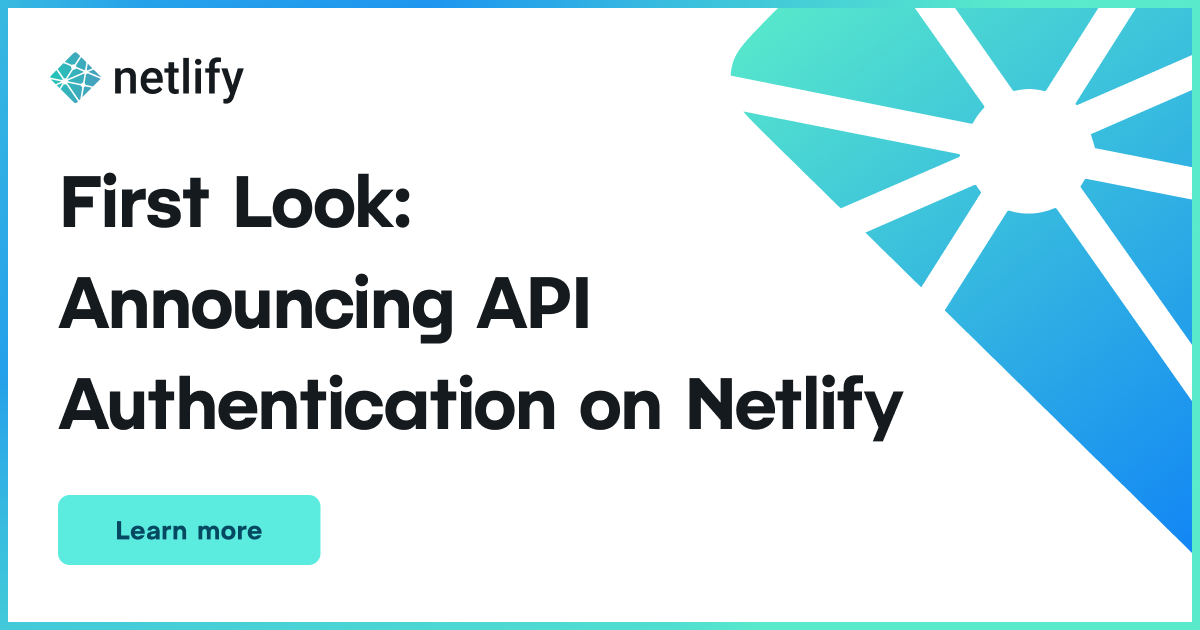 netlify
First Look:
Announcing API
Authentication on Netlify
Learn more